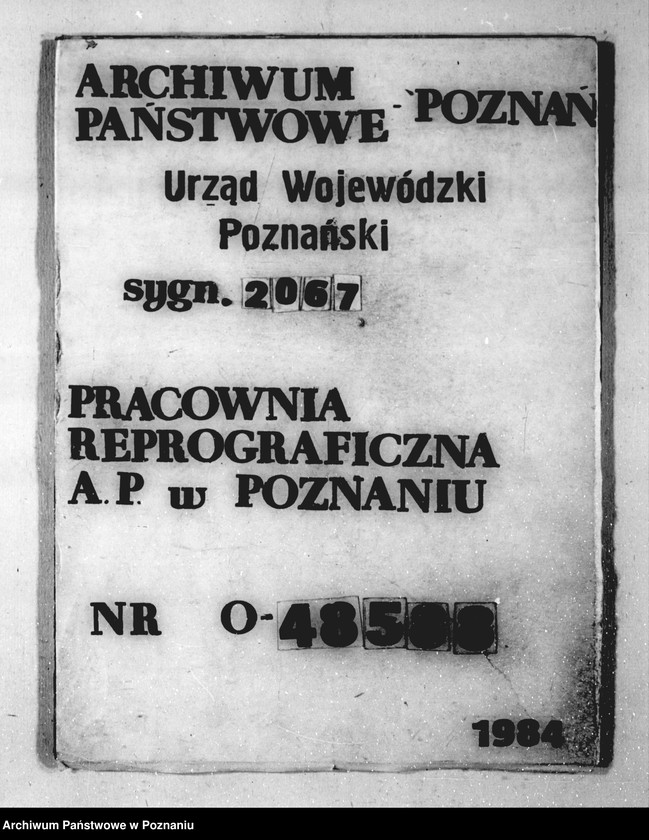 ARCHIWUM
PAŃSTWOWE - POZNAŃ
Urząd Wojewódzki
Poznański
sygn. 2067
PRACOWNIA
REPROGRAFICZNA
A.P. w POZNANIU
NR O-
1984
Archiwum Państwowe w Poznaniu